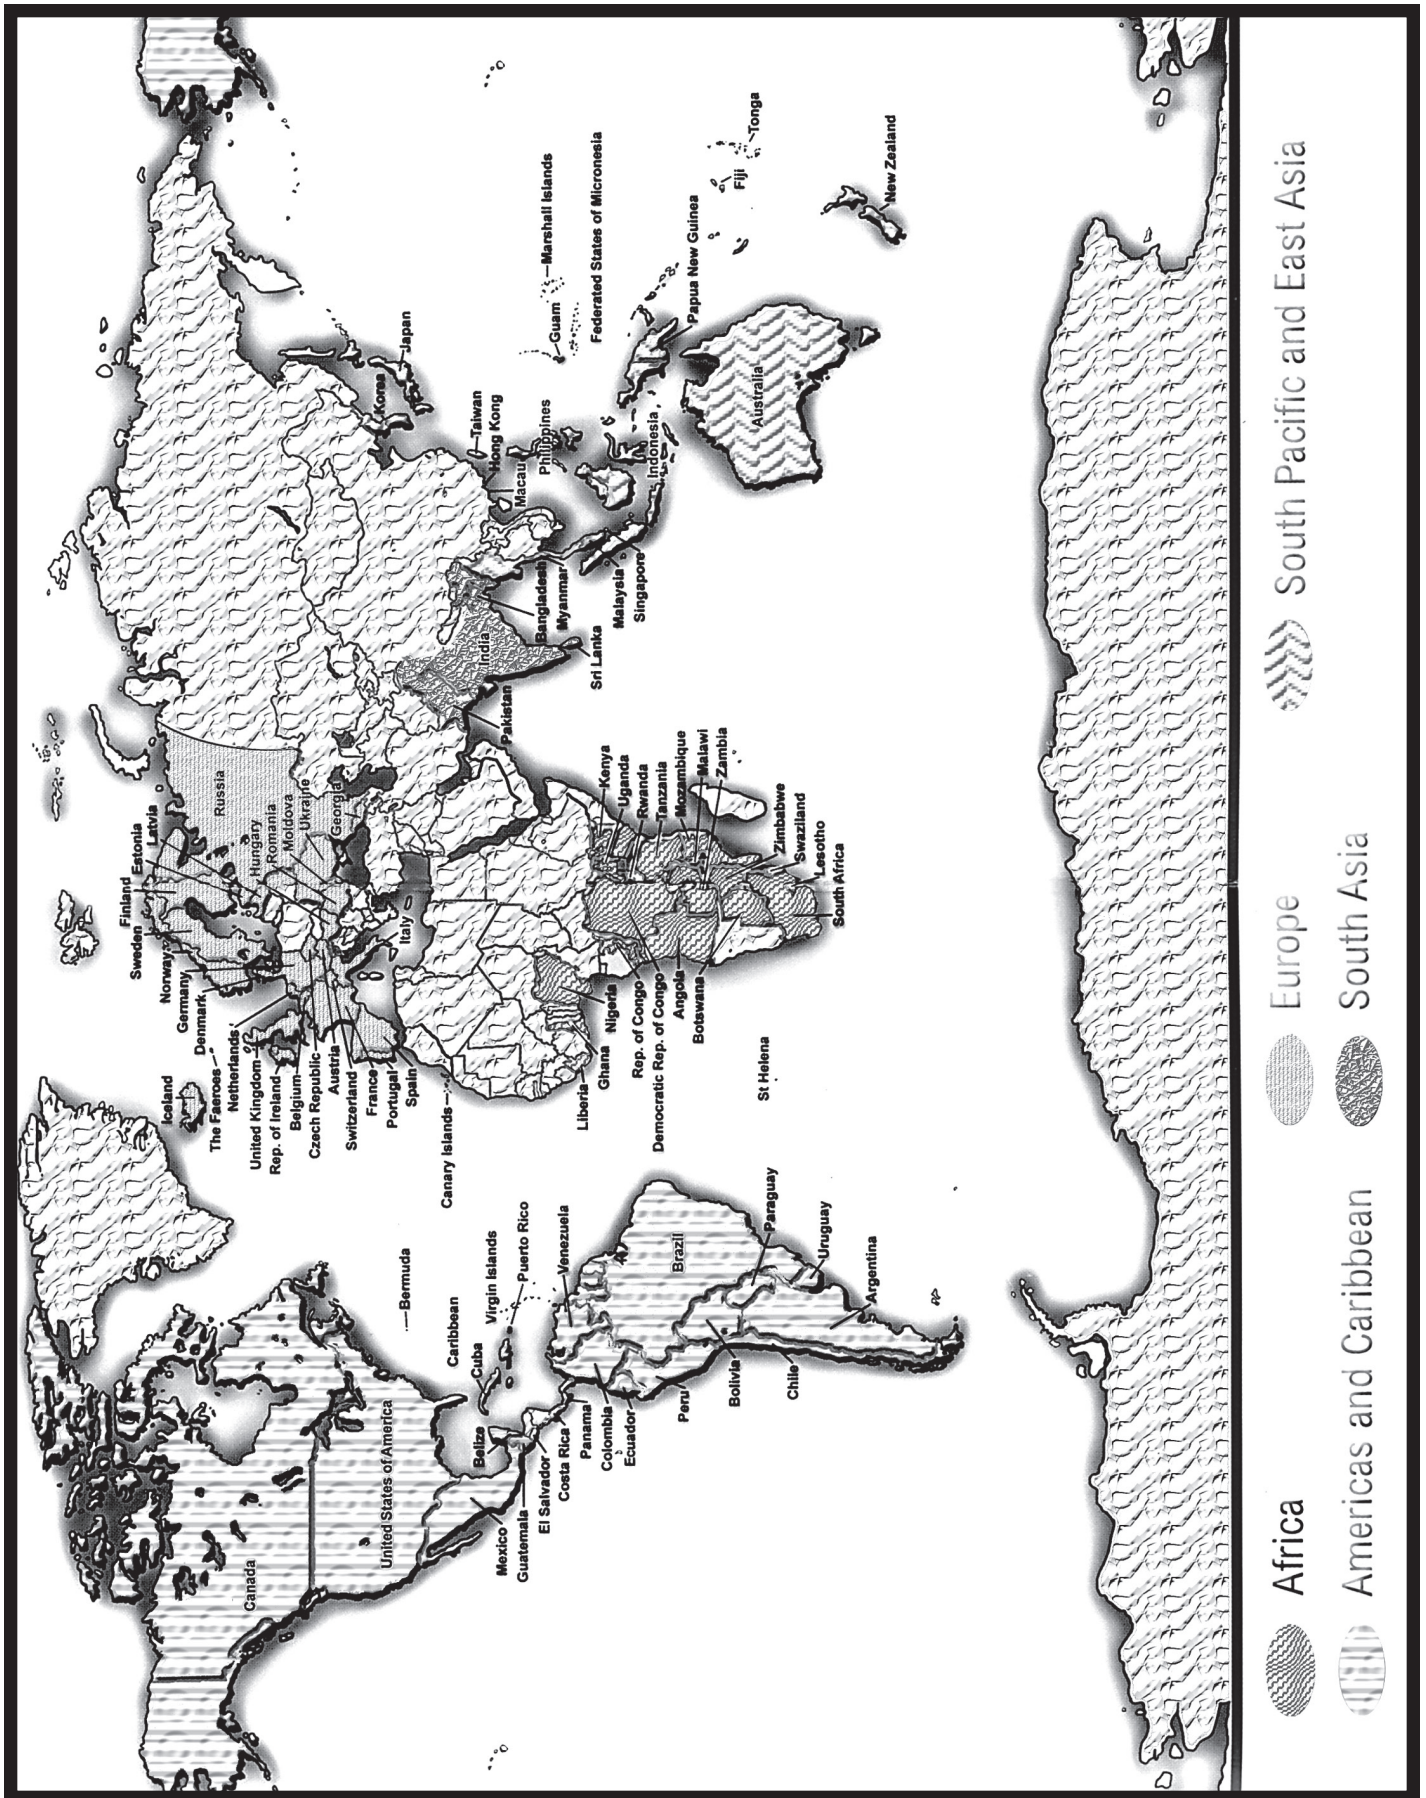 Canada
United States of America
Mexico
Guatemala
El Salvador
Costa Rica
Panama
Colombia
Ecuador
Peru
Bolivia
Chile
Belize
Cuba
Caribbean
Virgin Islands
Puerto Rico
Bermuda
Venezuela
Brazil
Paraguay
Uruguay
Argentina
Iceland
The Faeroes
Netherlands
United Kingdom
Rep. of Ireland
Belgium
Czech Republic
Austria
Switzerland
France
Portugal
Spain
Canary Islands
Denmark
Germany
Norway
Sweden
Finland
Estonia
Latvia
Russia
Hungary
Romania
Moldova
Ukraine
Georgia
Italy
Liberia
Ghana
Nigeria
Rep. of Congo
Democratic Rep. of Congo
Angola
Botswana
St Helena
Kenya
Uganda
Rwanda
Tanzania
Mozambique
Malawi
Zambia
Zimbabwe
Swaziland
Lesotho
South Africa
Pakistan
India
Sri Lanka
Bangladesh
Myanmar
Malaysia
Singapore
Korea
Japan
Taiwan
Hong Kong
Macau
Philippines
Indonesia
Guam
Marshall Islands
Federated States of Micronesia
Papua New Guinea
Fiji
Tonga
Australia
New Zealand
Africa
Europe
South Pacific and East Asia
Americas and Caribbean
South Asia